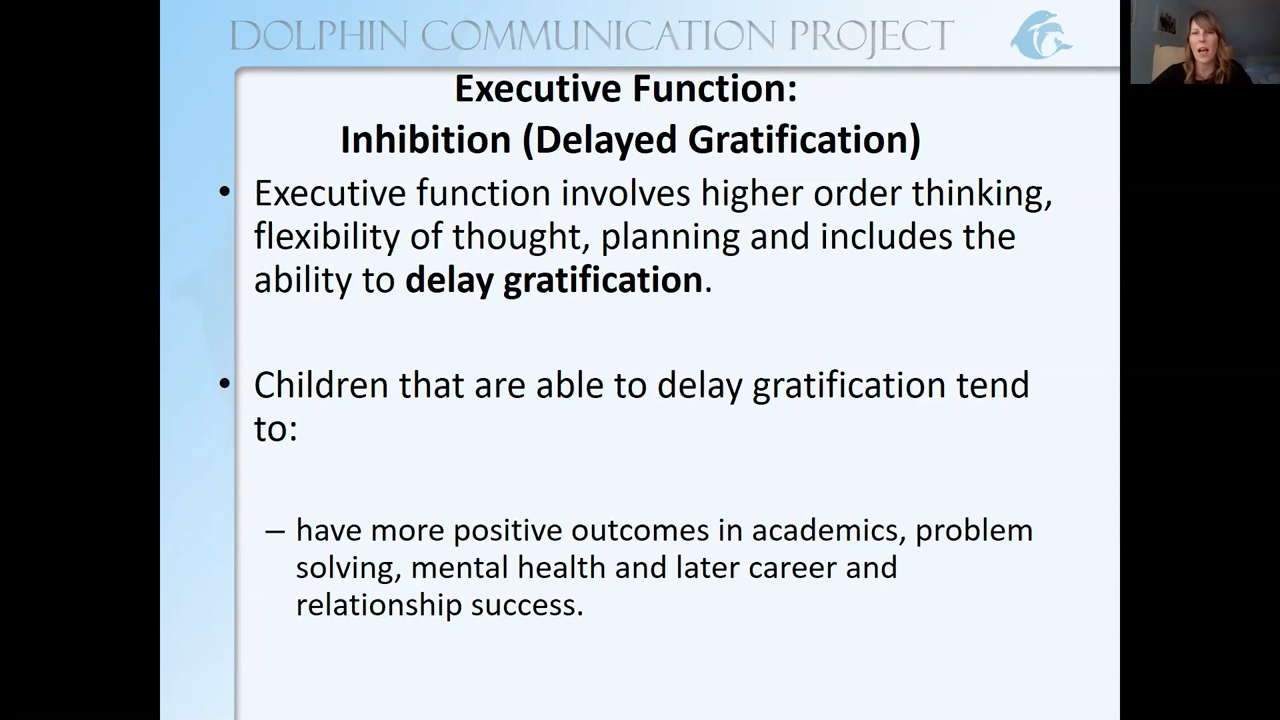 DOLPHIN COMMUNICATION PROJECT
Executive Function:
Inhibition (Delayed Gratification)
• Executive function involves higher order thinking,
flexibility of thought, planning and includes the
ability to delay gratification.
• Children that are able to delay gratification tend
to:
– have more positive outcomes in academics, problem
solving, mental health and later career and
relationship success.